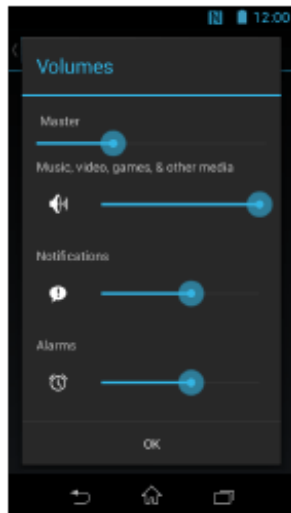 12:00
Volumes
Master
Music, video, games, & other media
Notifications
Alarms
OK